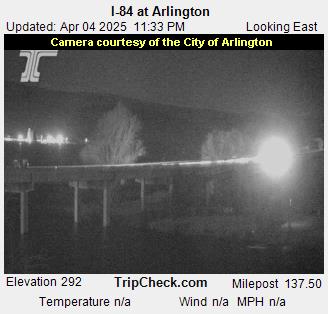 I-84 at Arlington
Updated: Apr 04 2025 11:33 PM Looking East
Camera courtesy of the City of Arlington
Elevation 292 TripCheck.com Milepost 137.50
Temperature n/a Wind n/a MPH n/a